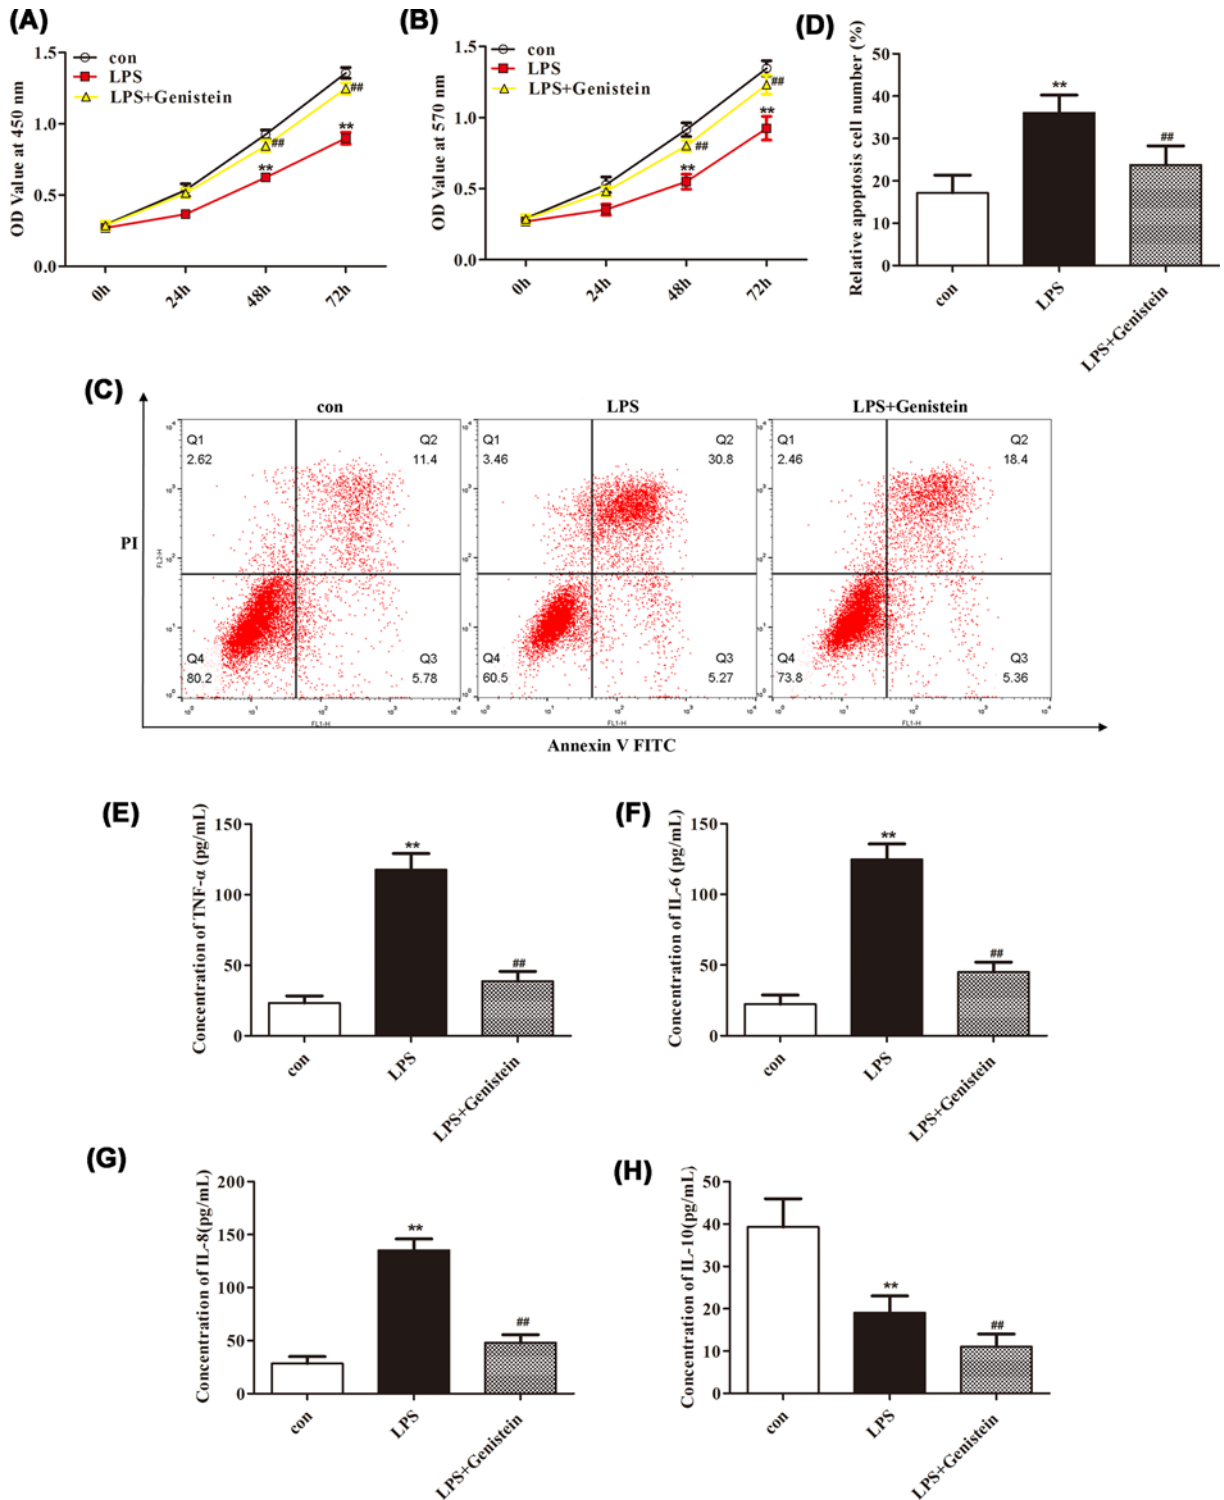 (A)
OD Value at 450 nm
1.5
1.0
0.5
0.0
con
LPS
LPS+Genistein
##
**
##
**
0h
24h
48h
72h
(B)
OD Value at 570 nm
1.5
1.0
0.5
0.0
con
LPS
LPS+Genistein
##
**
##
**
0h
24h
48h
72h
(D)
Relative apoptosis cell number (%)
50
40
30
20
10
0
**
##
con
LPS
LPS+Genistein
(C)
PI
con
Q1
2.62
Q2
11.4
Q4
80.2
Q3
5.78
FL2-H
FL1-H
LPS
Q1
3.46
Q2
30.8
Q4
60.5
Q3
5.27
FL1-H
LPS+Genistein
Q1
2.46
Q2
18.4
Q4
73.8
Q3
5.36
FL1-H
Annexin V FITC
(E)
Concentration of TNF-α (pg/mL)
150
100
50
0
**
##
con
LPS
LPS+Genistein
(F)
Concentration of IL-6 (pg/mL)
150
100
50
0
**
##
con
LPS
LPS+Genistein
(G)
Concentration of IL-8(pg/mL)
200
150
100
50
0
**
##
con
LPS
LPS+Genistein
(H)
Concentration of IL-10(pg/mL)
50
40
30
20
10
0
**
##
con
LPS
LPS+Genistein